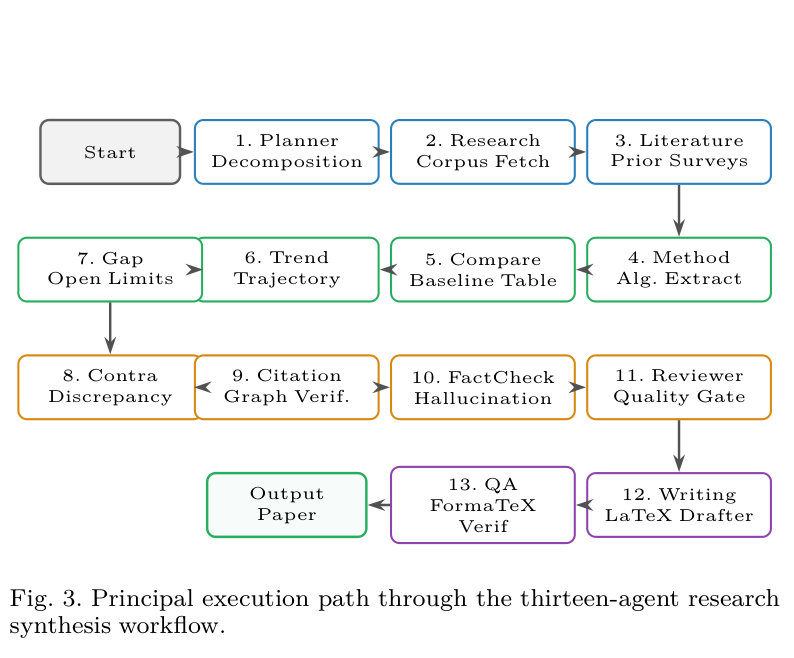 Start
1. Planner
Decomposition
2. Research
Corpus Fetch
3. Literature
Prior Surveys
7. Gap
Open Limits
6. Trend
Trajectory
5. Compare
Baseline Table
4. Method
Alg. Extract
8. Contra
Discrepancy
9. Citation
Graph Verif.
10. FactCheck
Hallucination
11. Reviewer
Quality Gate
Output
Paper
13. QA
FormaTeX
Verif
12. Writing
LaTeX Drafter
Fig. 3. Principal execution path through the thirteen-agent research
synthesis workflow.